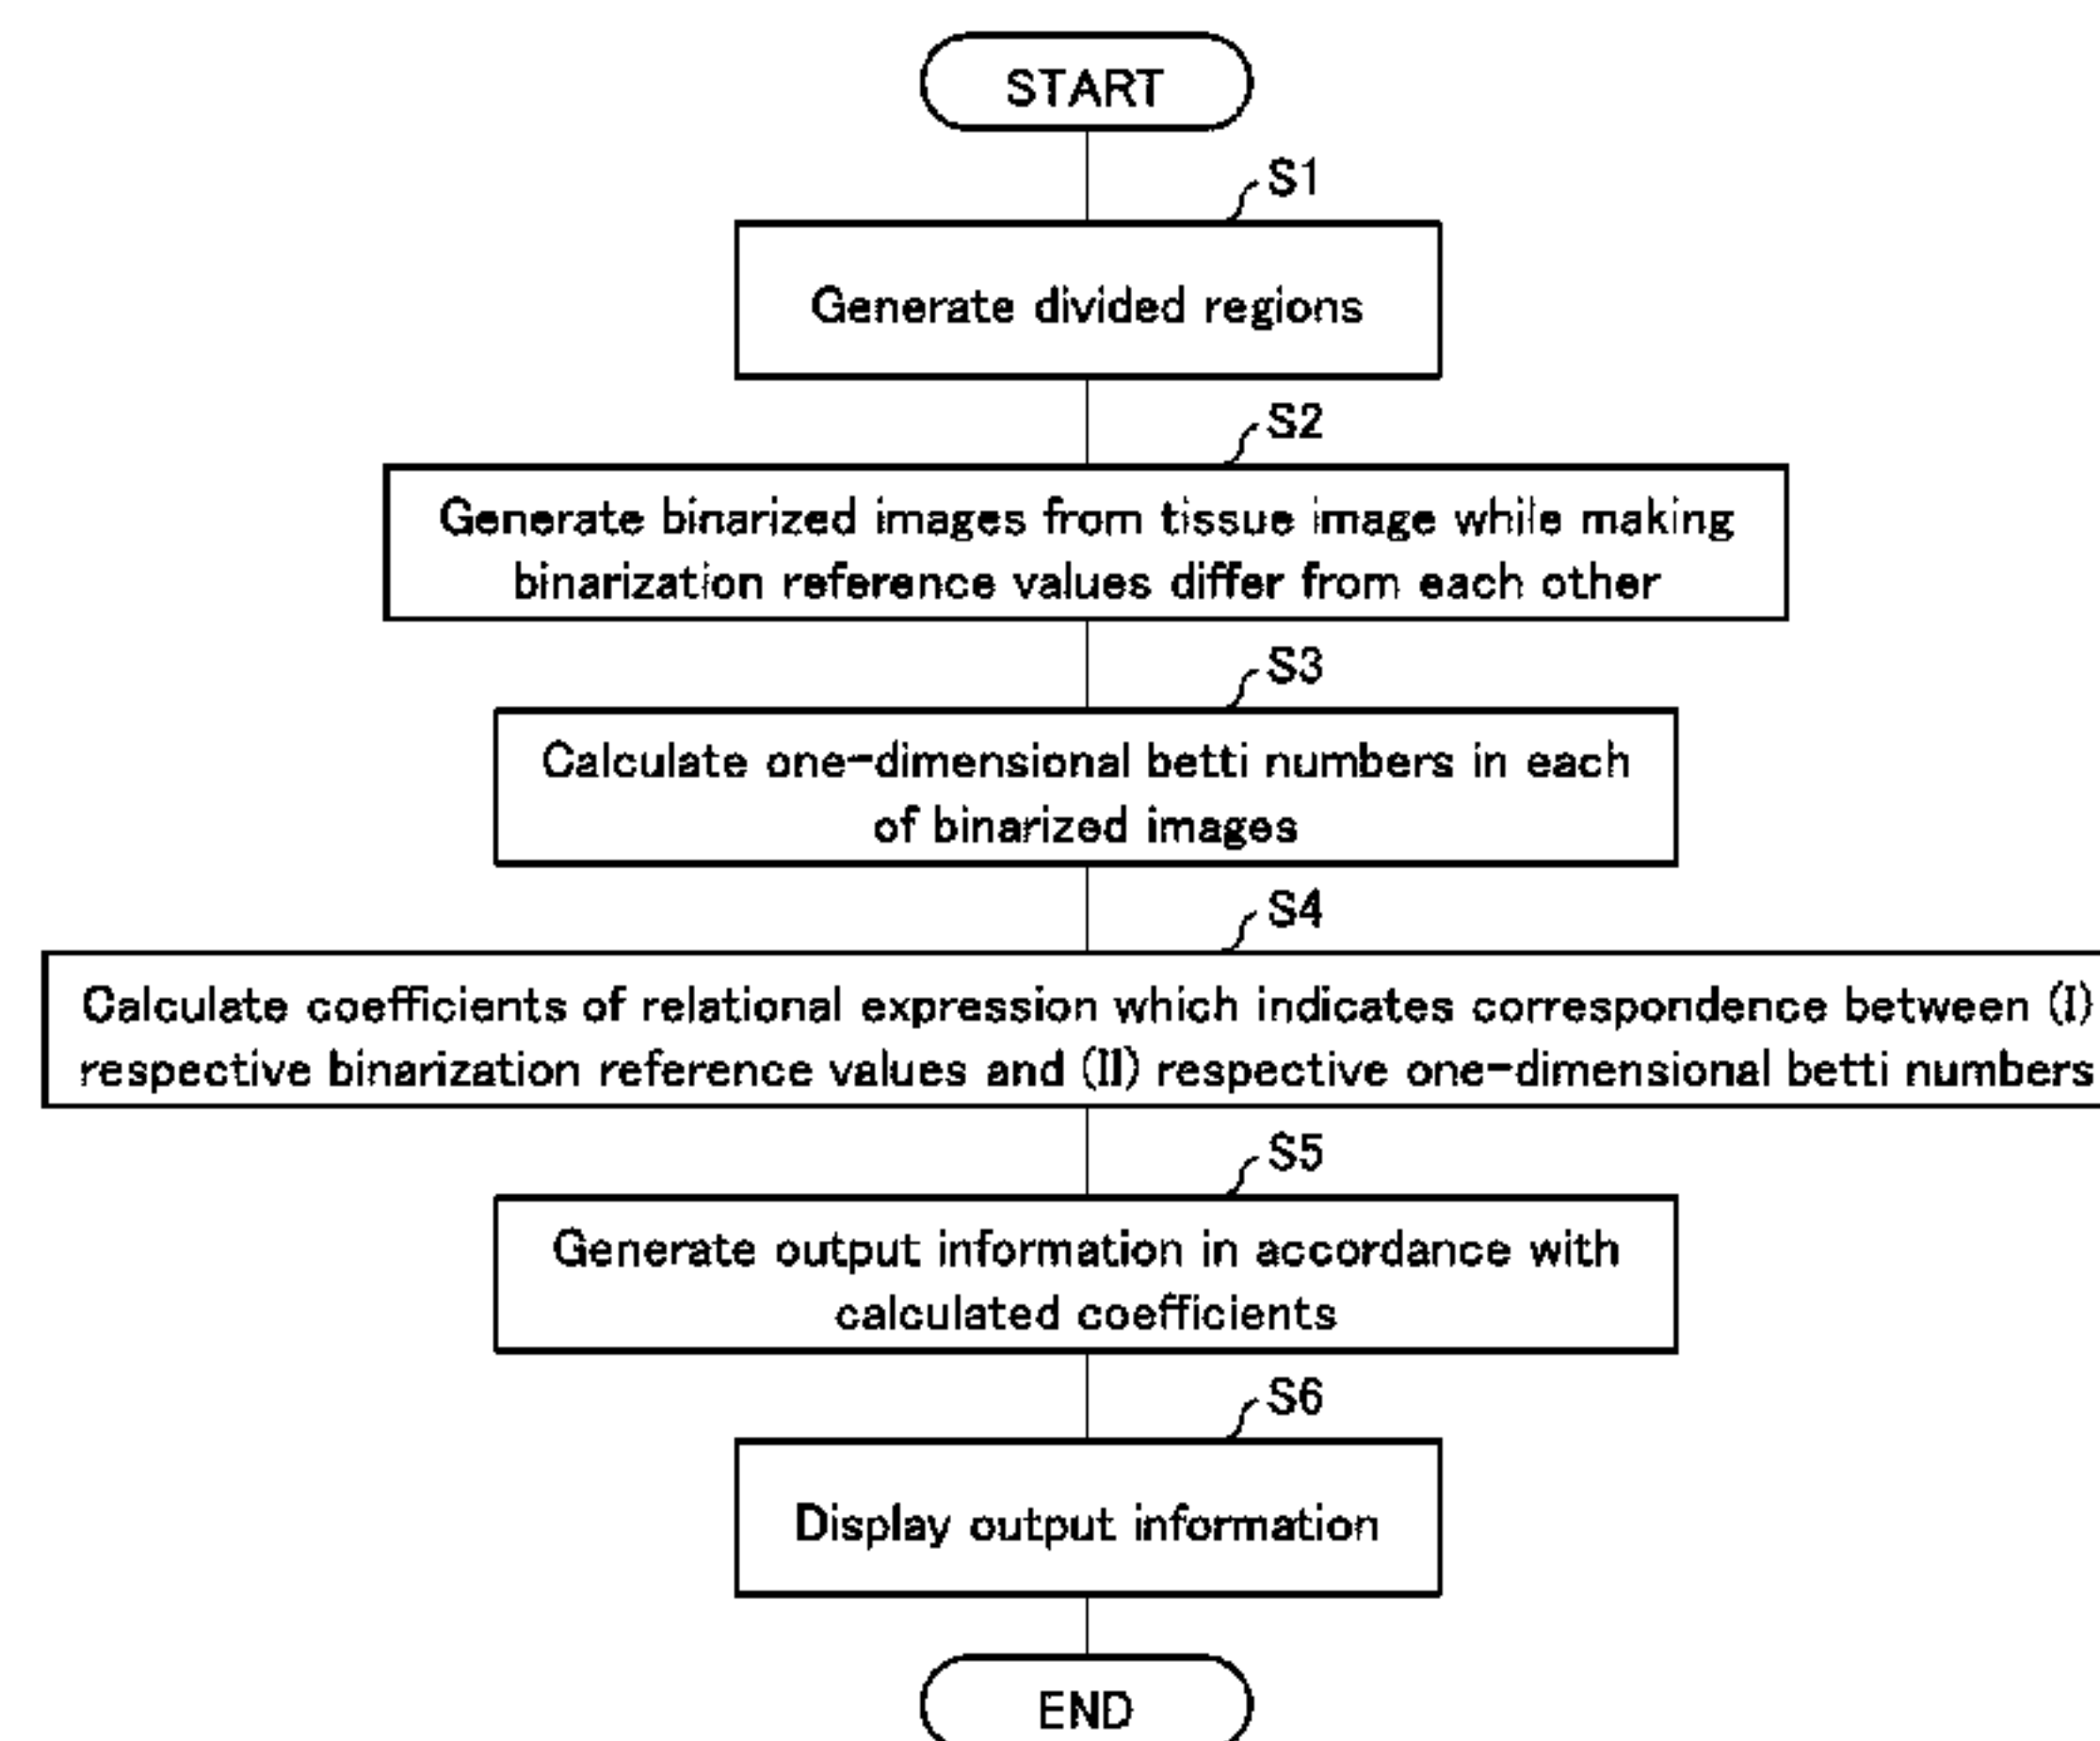 START
S1
Generate divided regions
S2
Generate binarized images from tissue image while making
binarization reference values differ from each other
S3
Calculate one-dimensional betti numbers in each
of binarized images
S4
Calculate coefficients of relational expression which indicates correspondence between (I)
respective binarization reference values and (II) respective one-dimensional betti numbers
S5
Generate output information in accordance with
calculated coefficients
S6
Display output information
END